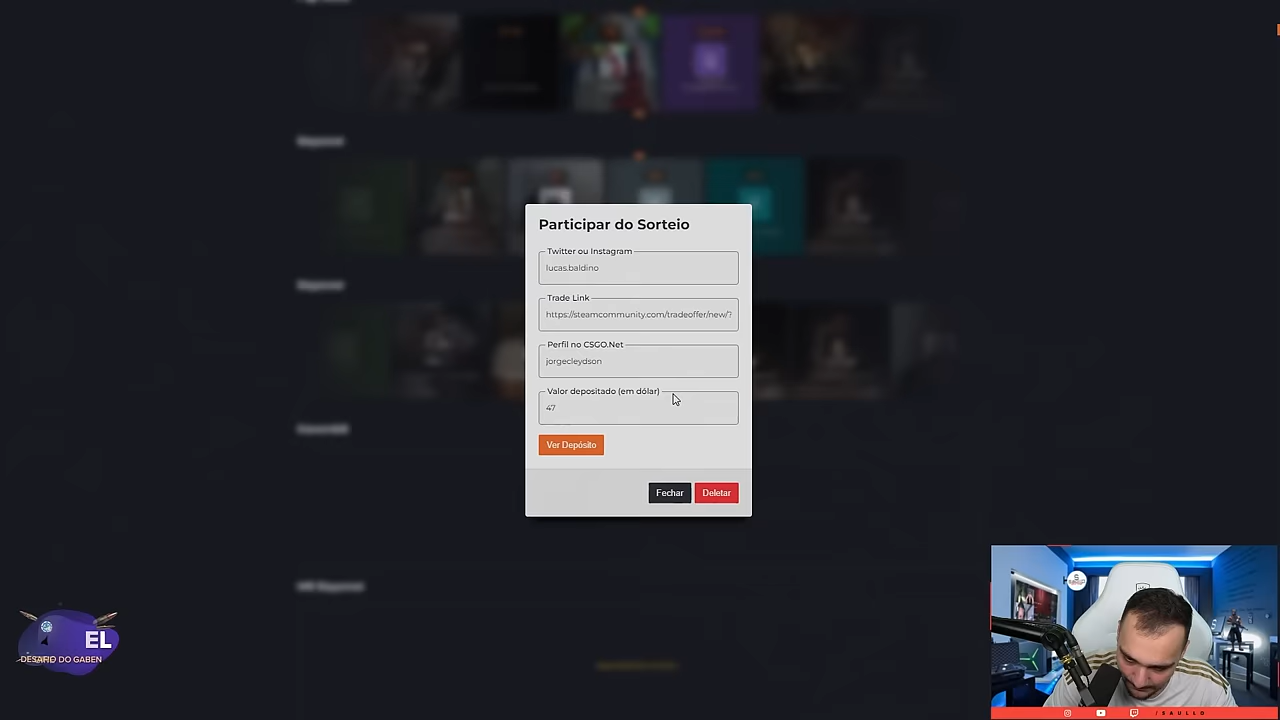 Participar do Sorteio
Twitter ou Instagram
lucas.baldino
Trade Link
https://steamcommunity.com/tradeoffer/new/?
Perfil no CSGO.Net
jorgecleydson
Valor depositado (em dólar)
47
Ver Depósito
Fechar
Deletar
EL
DESAFIO DO GABEN
/SAULLO